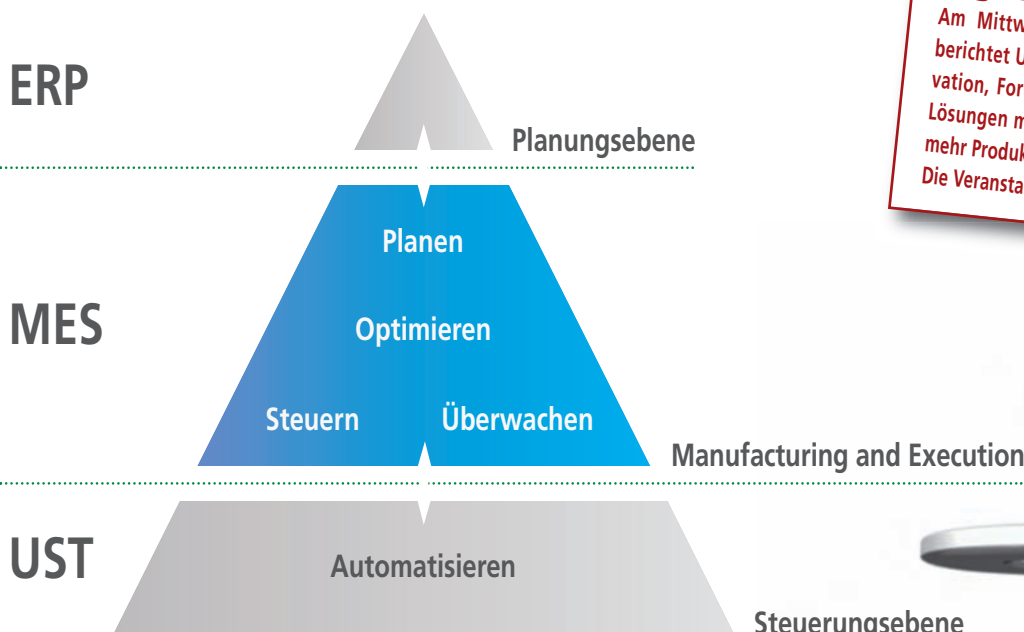 ERP
Planungsebene
MES
Planen
Optimieren
Steuern Überwachen
Manufacturing and Execution
UST
Automatisieren
Steuerungsebene
Am Mittw
berichtet U
vation, For
Lösungen m
mehr Produk
Die Veransta